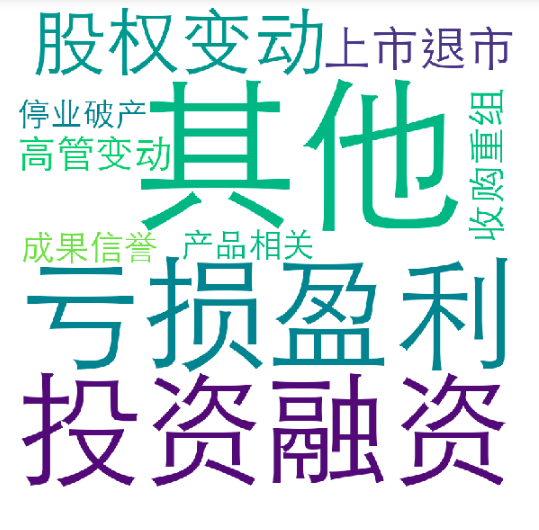 股权变动
上市退市
其他
停业破产
高管变动
收购重组
成果信誉
产品相关
亏损盈利
投资融资